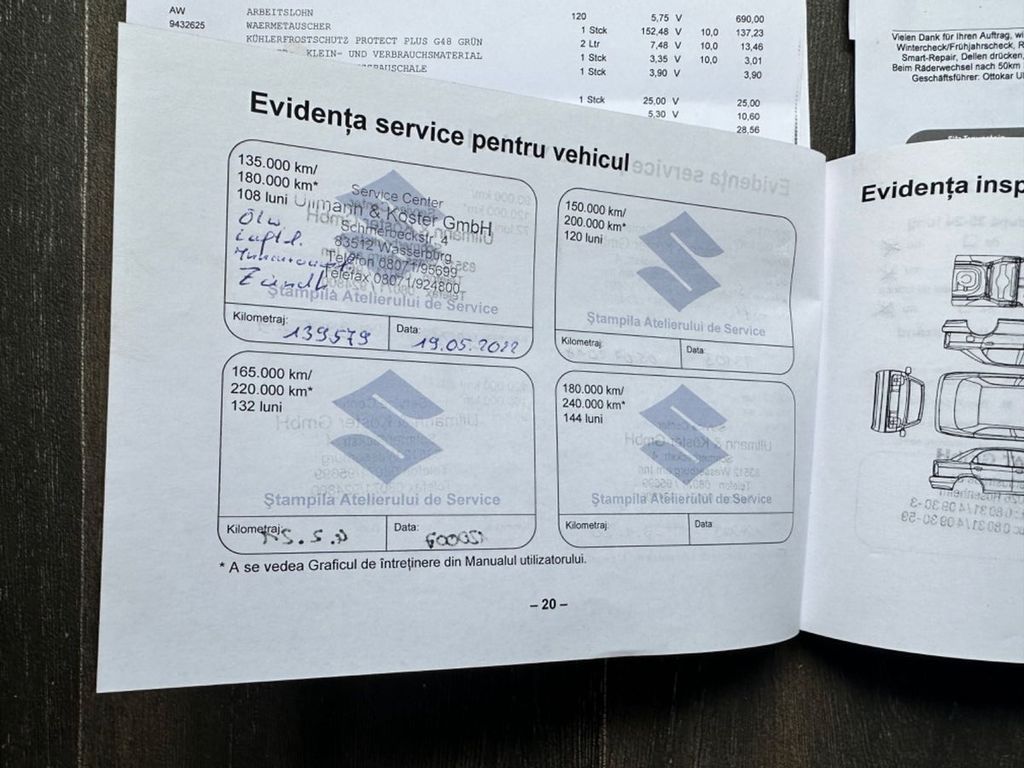 AW ARBEITSLOHN 120 5,75 V 690,00
9432625 WAERMETAUSCHER 1 Stck 152,48 V 10,0 137,23
KÜHLERFROSTSCHUTZ PROTECT PLUS G48 GRÜN 2 Ltr 7,48 V 10,0 13,46
KLEIN- UND VERBRAUCHSMATERIAL 1 Stck 3,35 V 10,0 3,01
1 Stck 3,90 V 3,90
1 Stck 25,00 V 25,00
5,30 V 10,60
28,56
Vielen Dank für Ihren Auftrag, wi
Wintercheck/Frühjahrscheck, R
Smart-Repair, Dellen drücken,
Beim Räderwechsel nach 50km
Geschäftsführer: Ottokar Ul
Evidența service pentru vehicul
135.000 km/
180.000 km*
108 luni
Service Center
Ullmann & Köster GmbH
Schmerbeckstr. 4
83512 Wasserburg
Telefon 08071/95699
Telefax 08071/924800
Ölw
Luftf.
Zündk
Ștampila Atelierului de Service
Kilometraj: 139579 Data: 19.05.2022
150.000 km/
200.000 km*
120 luni
Ștampila Atelierului de Service
Kilometraj: Data:
165.000 km/
220.000 km*
132 luni
Ștampila Atelierului de Service
Kilometraj: Data:
180.000 km/
240.000 km*
144 luni
Ștampila Atelierului de Service
Kilometraj: Data:
* A se vedea Graficul de întreținere din Manualul utilizatorului.
– 20 –
Evidența insp